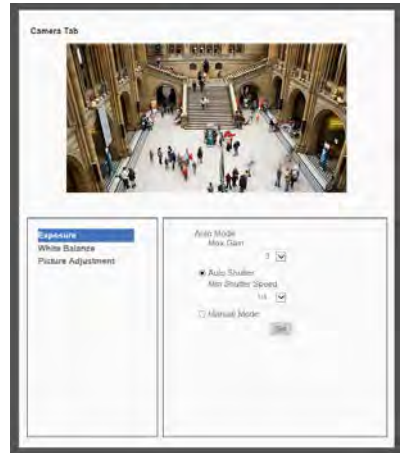 Camera Tab
Exposure
White Balance
Picture Adjustment
Auto Mode
Max Gain
3
Auto Shutter
Min Shutter Speed
Manual Mode
Set